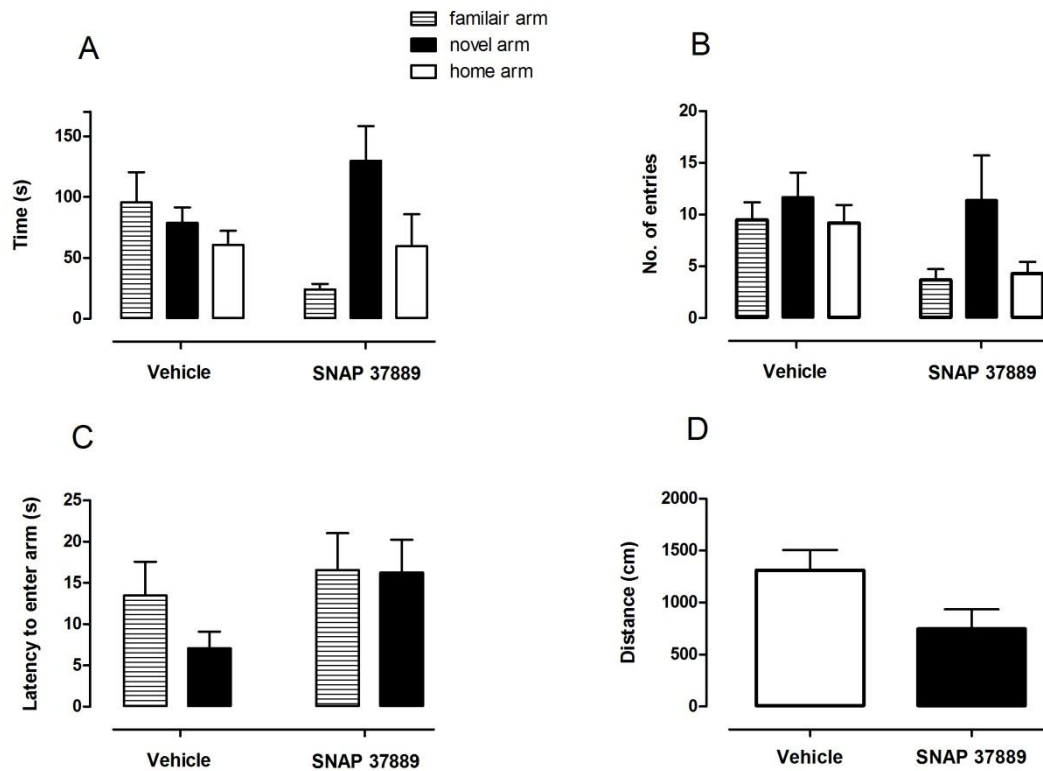 familair arm
novel arm
home arm
A
150
100
50
0
Time (s)
Vehicle
SNAP 37889
B
20
15
10
5
0
No. of entries
Vehicle
SNAP 37889
C
25
20
15
10
5
0
Latency to enter arm (s)
Vehicle
SNAP 37889
D
2000
1500
1000
500
0
Distance (cm)
Vehicle
SNAP 37889